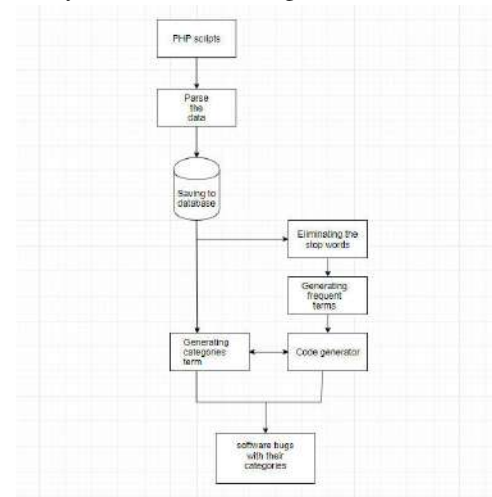 PHP scripts
Parse
the
data
Saving to
database
Eliminating the
stop words
Generating
frequent
terms
Generating
categories
term
Code generator
software bugs
with their
categories